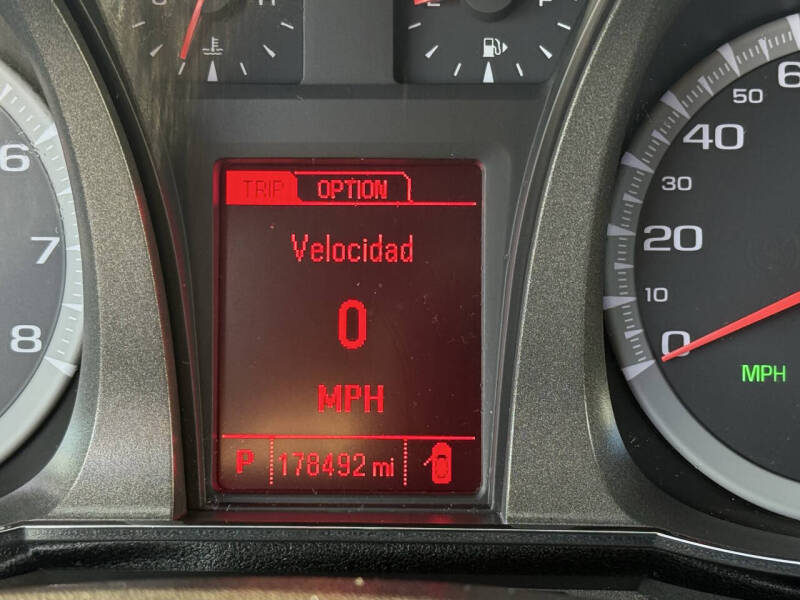 H
E F
TRIP OPTION
Velocidad
0
MPH
P 178492 mi
6
7
8
60
50
40
30
20
10
0
MPH